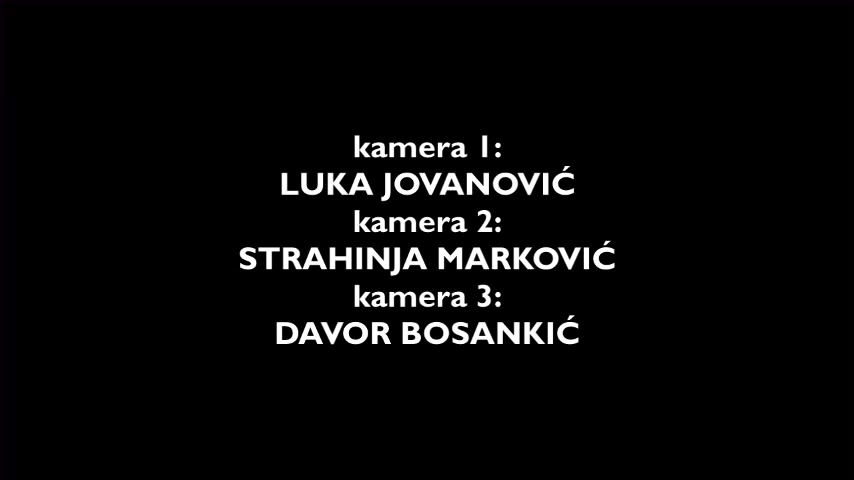 kamera 1:
LUKA JOVANOVIĆ
kamera 2:
STRAHINJA MARKOVIĆ
kamera 3:
DAVOR BOSANKIĆ